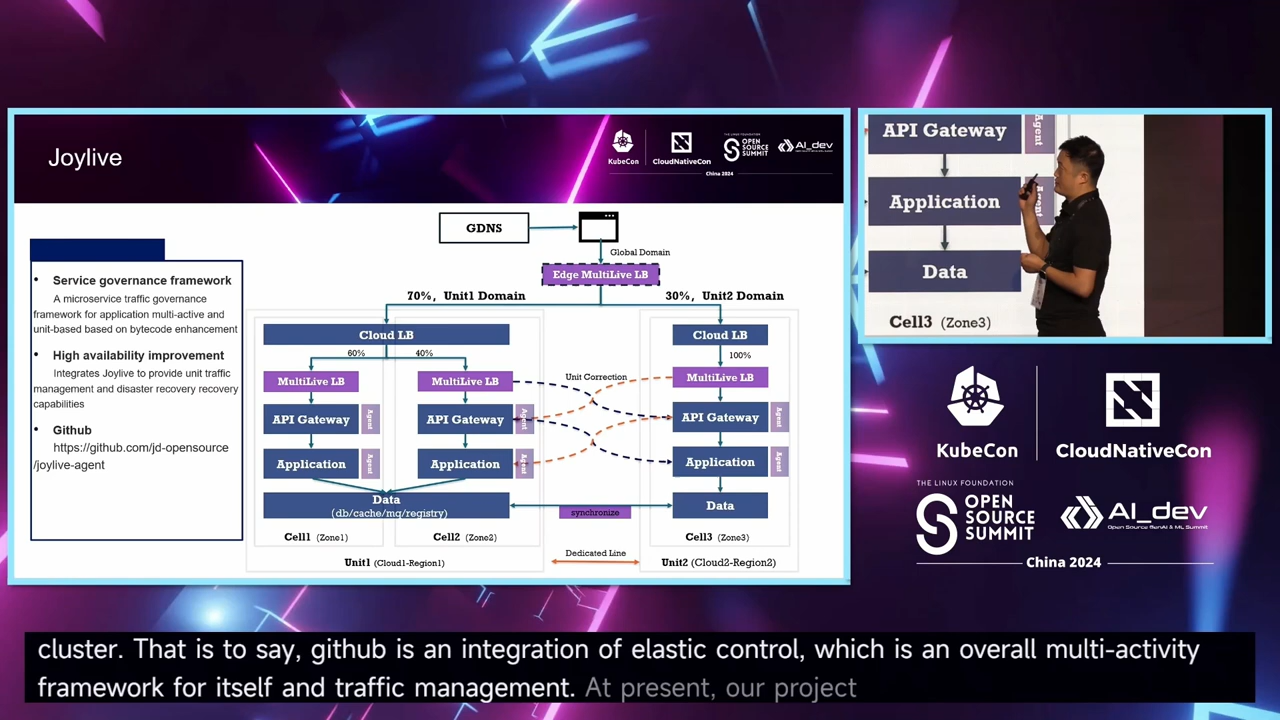 Joylive
KubeCon
CloudNativeCon
THE LINUX FOUNDATION
OPEN
SOURCE
SUMMIT
AI_dev
China 2024
Service governance framework
A microservice traffic governance
framework for application multi-active and
unit-based based on bytecode enhancement
High availability improvement
Integrates Joylive to provide unit traffic
management and disaster recovery recovery
capabilities
Github
https://github.com/jd-opensource
/joylive-agent
GDNS
Global Domain
Edge MultiLive LB
70%, Unit1 Domain
30%, Unit2 Domain
Cloud LB
60%
40%
MultiLive LB
MultiLive LB
API Gateway
Agent
API Gateway
Agent
Application
Agent
Application
Agent
Data
(db/cache/mq/registry)
Cell1 (Zone1)
Cell2 (Zone2)
Unit1 (Cloud1-Region1)
Unit Correction
synchronize
Dedicated Line
Cloud LB
100%
MultiLive LB
API Gateway
Agent
Application
Agent
Data
Cell3 (Zone3)
Unit2 (Cloud2-Region2)
API Gateway
Agent
Application
Agent
Data
Cell3 (Zone3)
KubeCon
CloudNativeCon
THE LINUX FOUNDATION
OPEN
SOURCE
SUMMIT
AI_dev
Open Source GenAI & ML Summit
China 2024
cluster. That is to say, github is an integration of elastic control, which is an overall multi-activity
framework for itself and traffic management. At present, our project